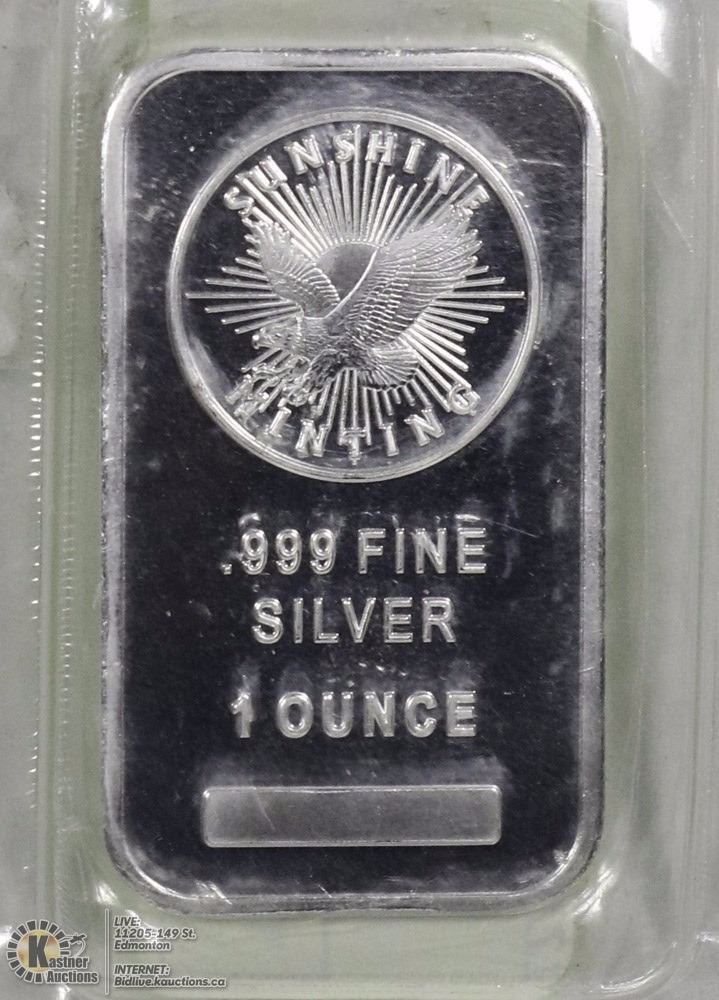 SUNSHINE
MINTING
.999 FINE
SILVER
1 OUNCE
Kastner
Auctions
LIVE:
11205-149 St.
Edmonton
INTERNET:
Bidlive.kauctions.ca